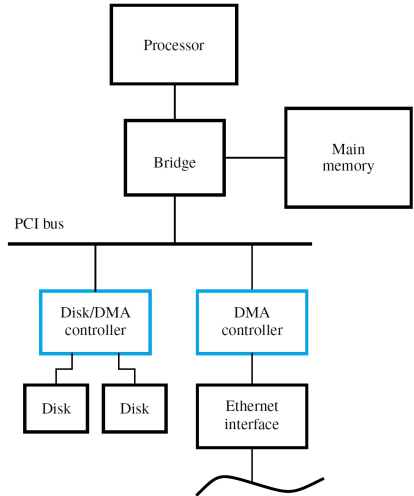 Processor
Bridge
Main
memory
PCI bus
Disk/DMA
controller
DMA
controller
Disk
Disk
Ethernet
interface